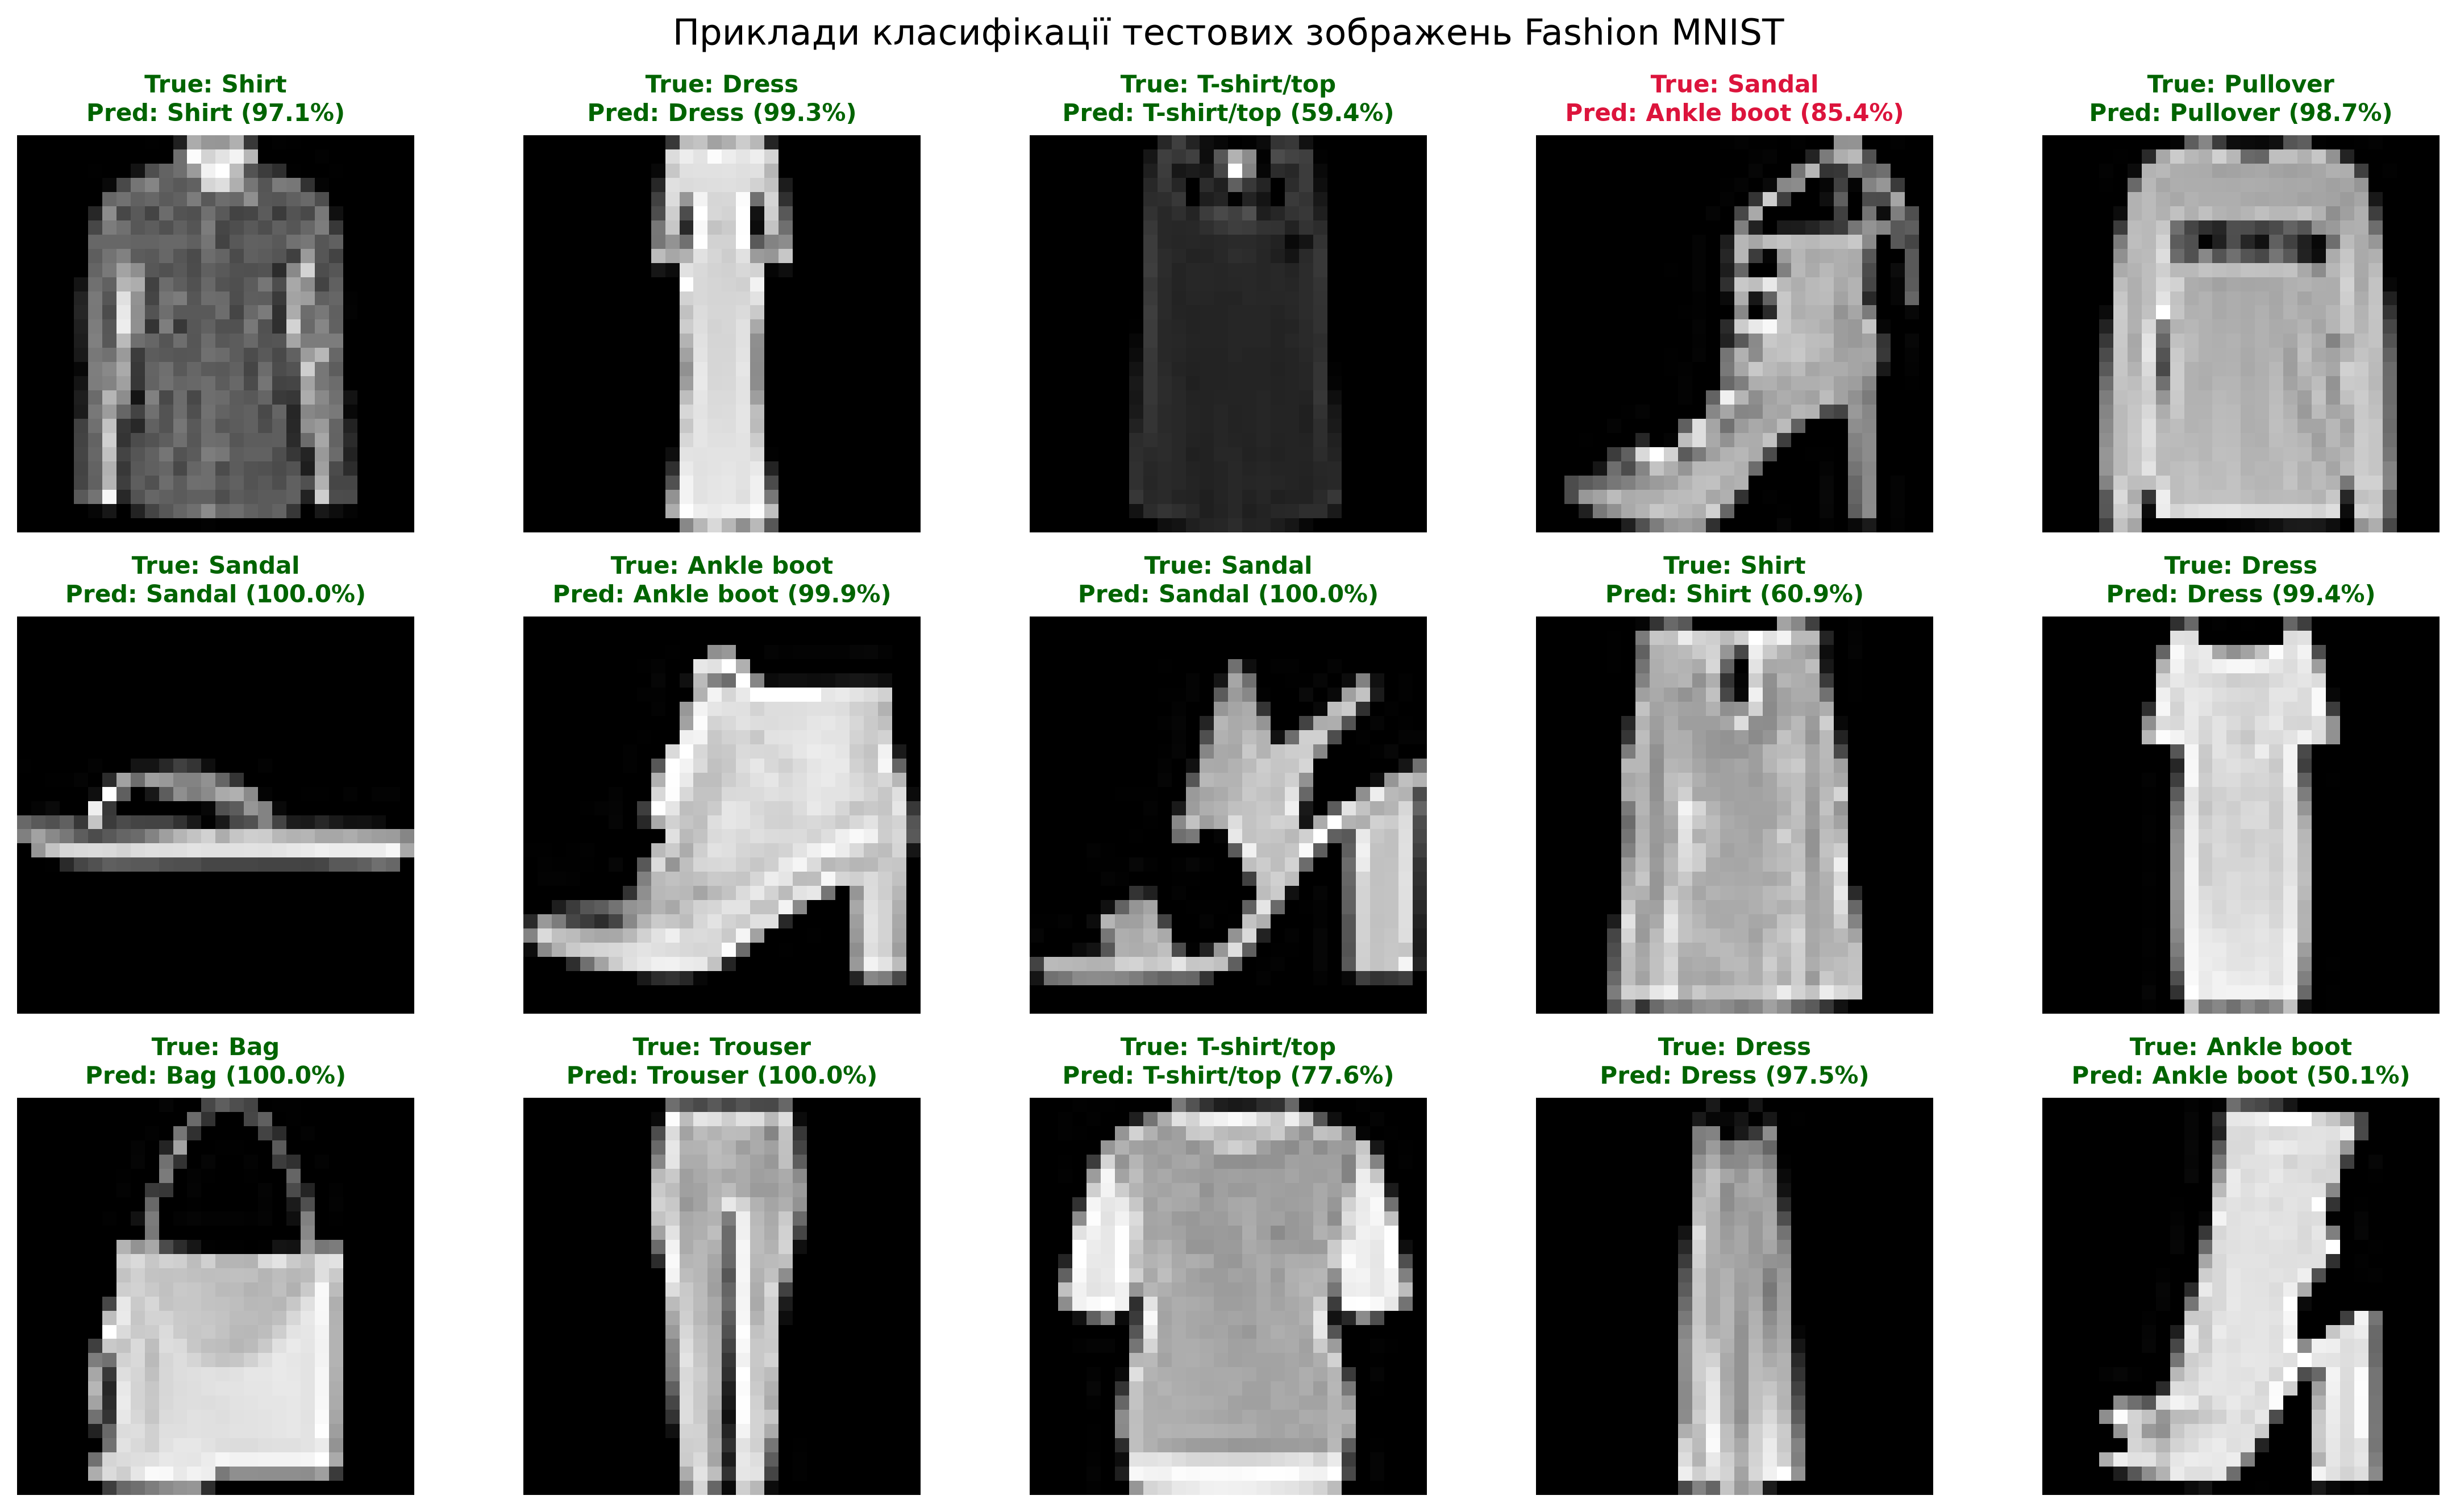 Приклади класифікації тестових зображень Fashion MNIST
True: Shirt
Pred: Shirt (97.1%)
True: Dress
Pred: Dress (99.3%)
True: T-shirt/top
Pred: T-shirt/top (59.4%)
True: Sandal
Pred: Ankle boot (85.4%)
True: Pullover
Pred: Pullover (98.7%)
True: Sandal
Pred: Sandal (100.0%)
True: Ankle boot
Pred: Ankle boot (99.9%)
True: Sandal
Pred: Sandal (100.0%)
True: Shirt
Pred: Shirt (60.9%)
True: Dress
Pred: Dress (99.4%)
True: Bag
Pred: Bag (100.0%)
True: Trouser
Pred: Trouser (100.0%)
True: T-shirt/top
Pred: T-shirt/top (77.6%)
True: Dress
Pred: Dress (97.5%)
True: Ankle boot
Pred: Ankle boot (50.1%)